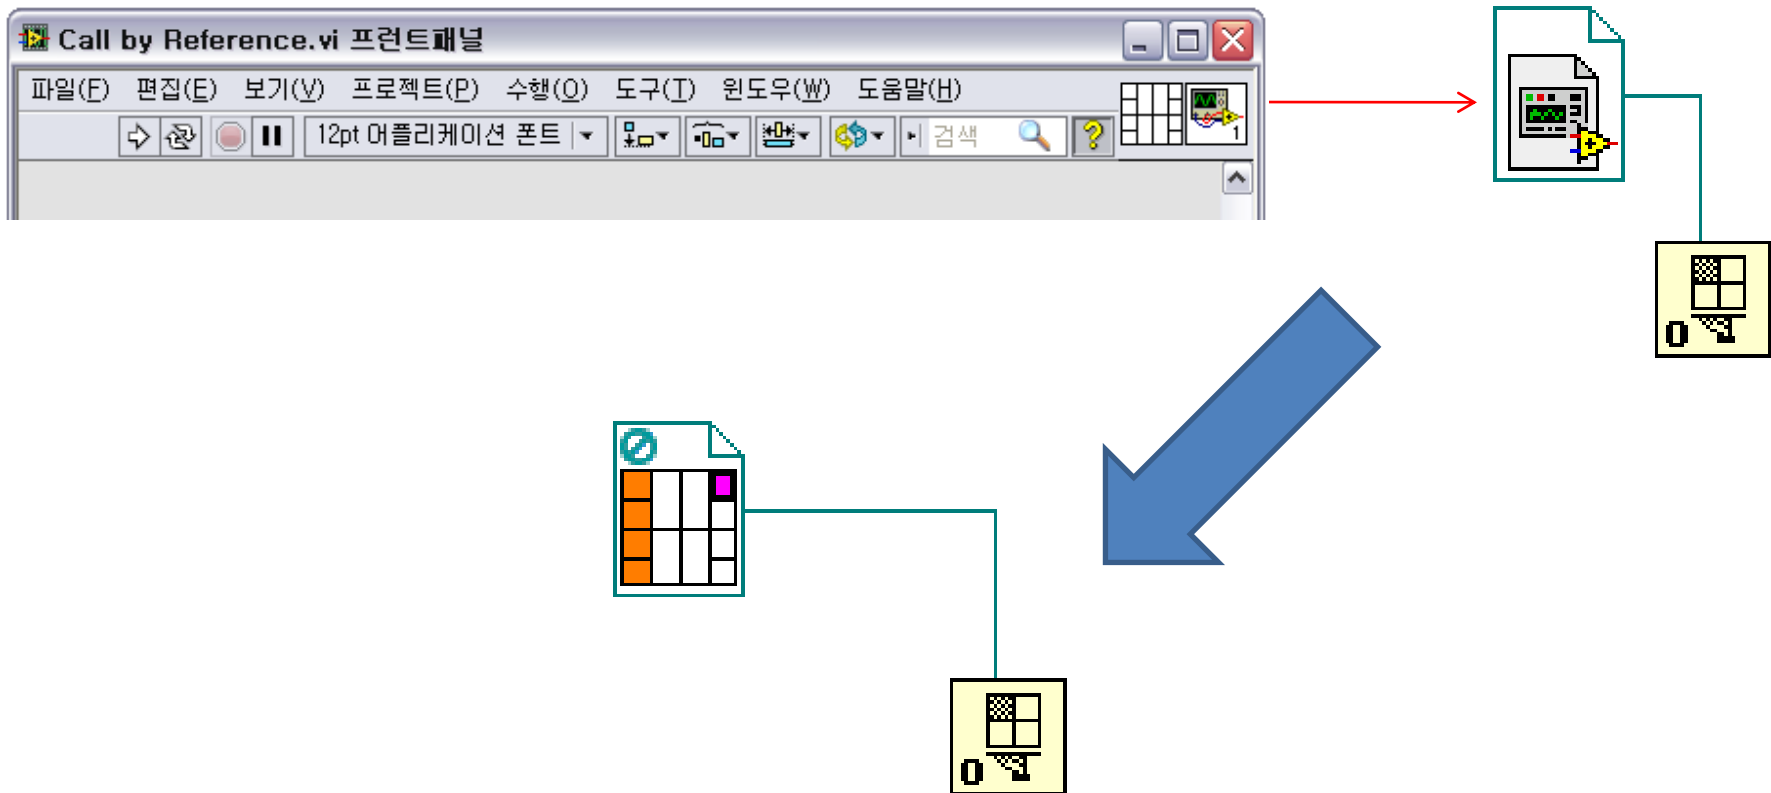 Call by Reference.vi 프런트패널
파일(F) 편집(E) 보기(V) 프로젝트(P) 수행(O) 도구(T) 윈도우(W) 도움말(H)
12pt 어플리케이션 폰트 검색 ? 1
0
0